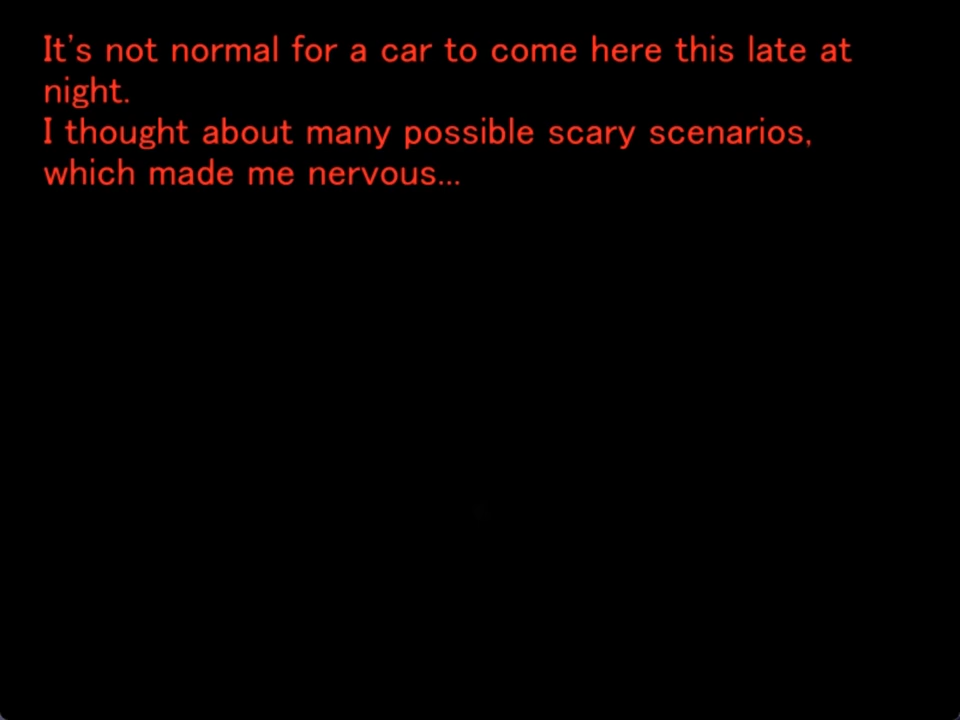 It's not normal for a car to come here this late at
night.
I thought about many possible scary scenarios,
which made me nervous...